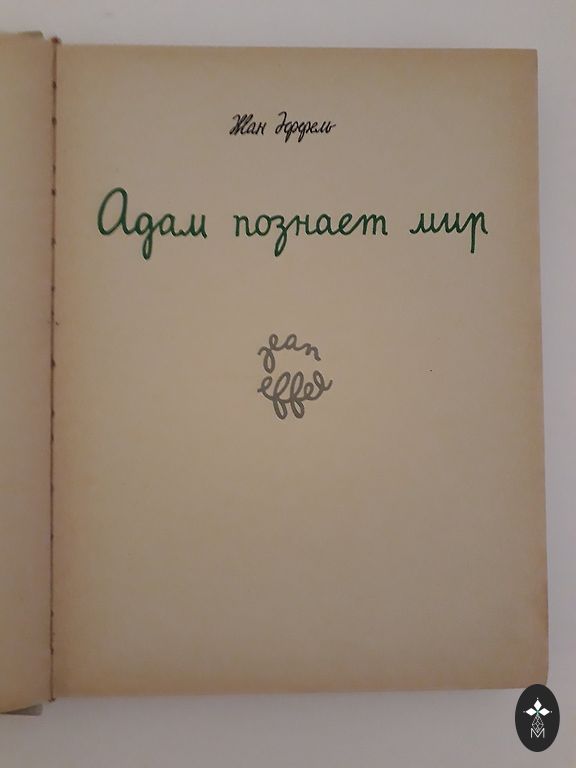 Жан Эффель
Адам познает мир
jean
effel
M